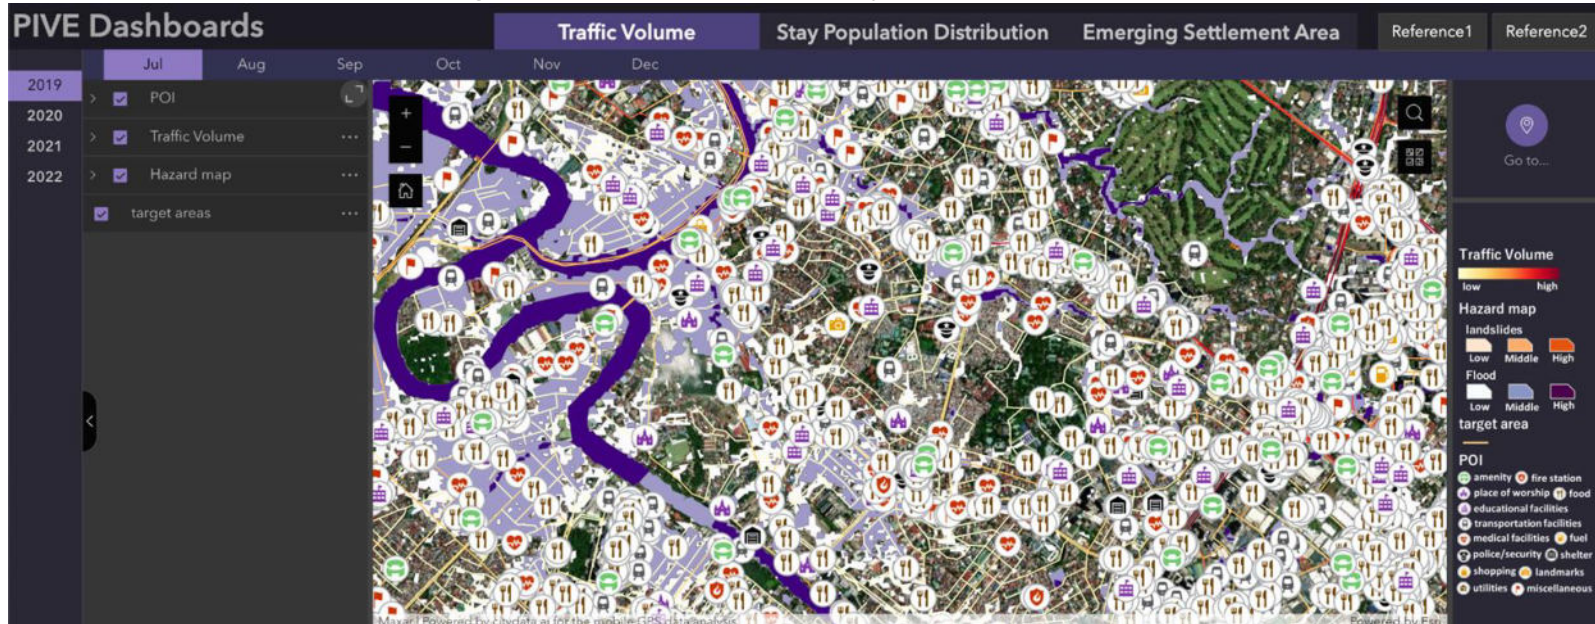 PIVE Dashboards
Traffic Volume
Stay Population Distribution
Emerging Settlement Area
Reference1
Reference2
Jul
Aug
Sep
Oct
Nov
Dec
2019
2020
2021
2022
POI
Traffic Volume
Hazard map
target areas
Go to...
Traffic Volume
low high
Hazard map
landslides
Low Middle High
Flood
Low Middle High
target area
POI
amenity fire station
place of worship food
educational facilities
transportation facilities
medical facilities fuel
police/security shelter
shopping landmarks
utilities miscellaneous
Maxar | Powered by citydata.ai for the mobile GPS data analysis
Powered by Esri